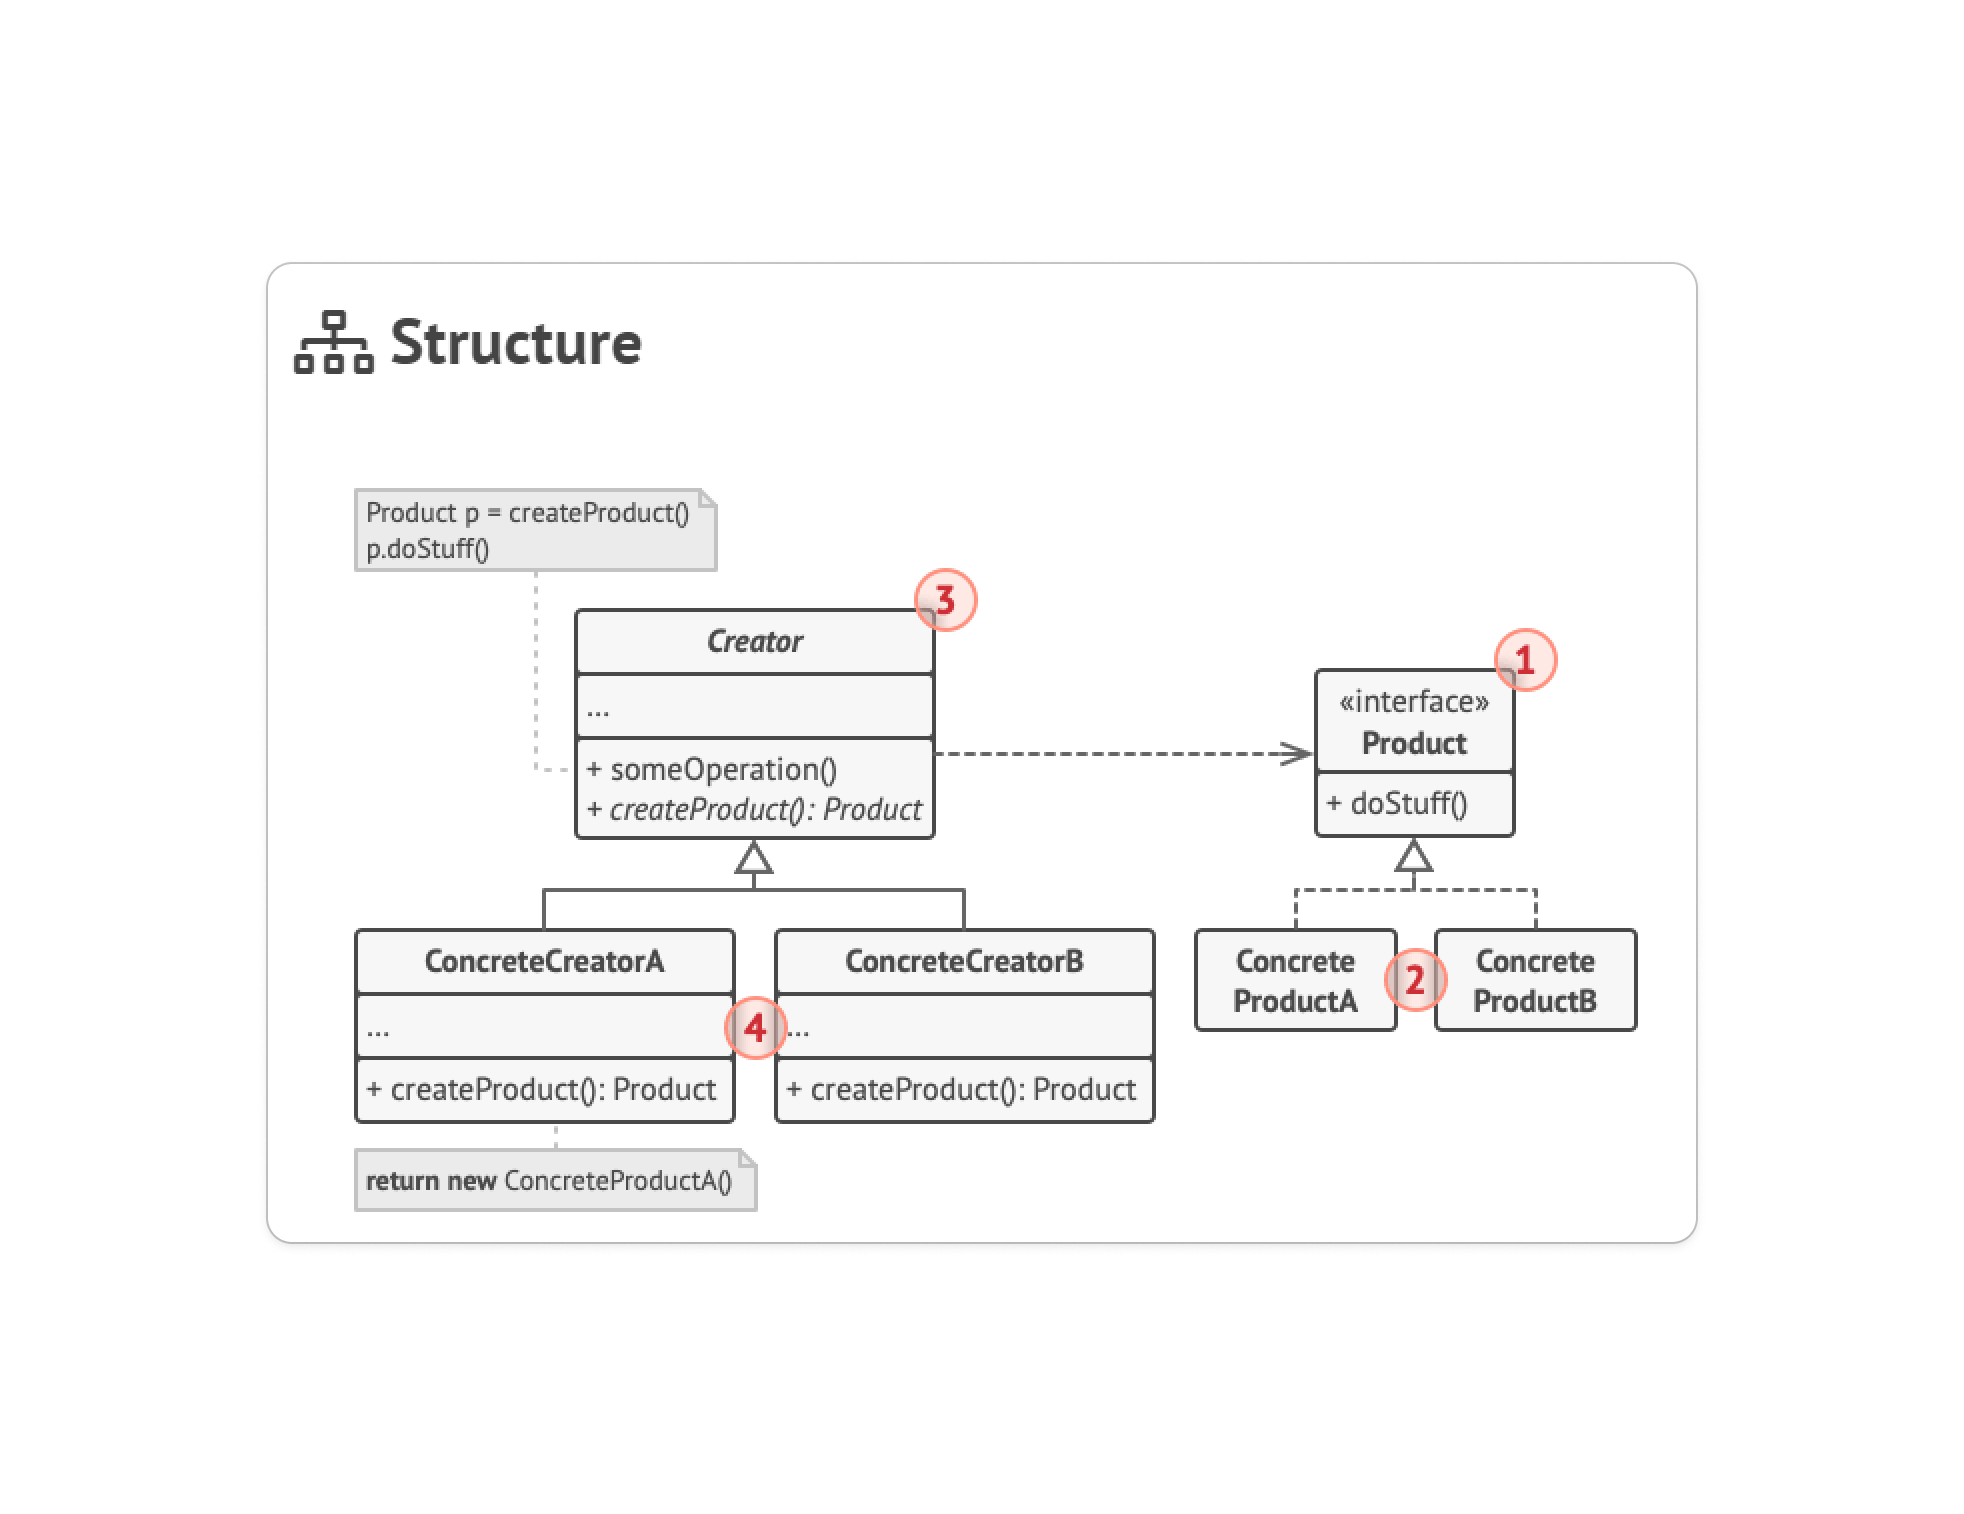 Structure
Product p = createProduct()
p.doStuff()
3
Creator
...
+ someOperation()
+ createProduct(): Product
1
«interface»
Product
+ doStuff()
ConcreteCreatorA
...
+ createProduct(): Product
4
ConcreteCreatorB
...
+ createProduct(): Product
Concrete
ProductA
2
Concrete
ProductB
return new ConcreteProductA()